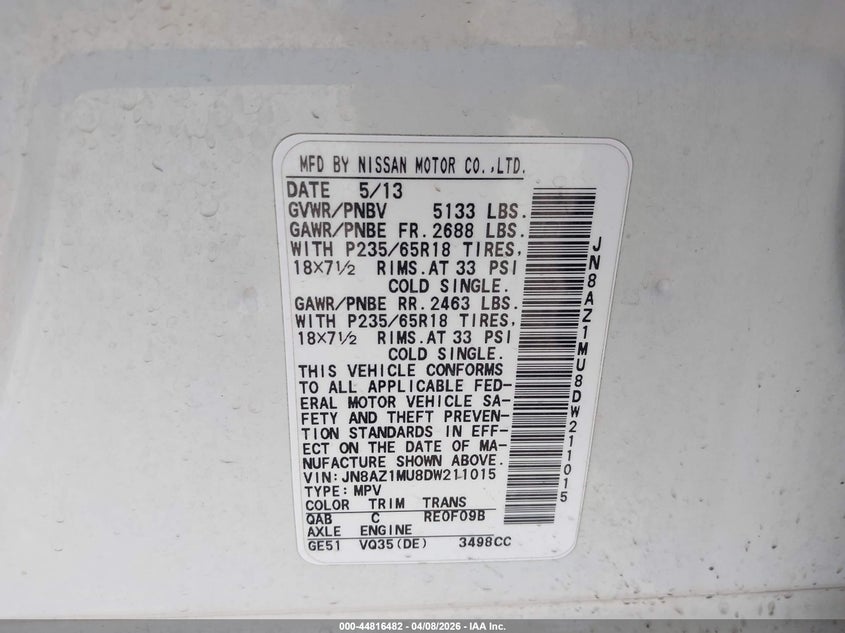 MFD BY NISSAN MOTOR CO.,LTD.
DATE 5/13
GVWR/PNBV 5133 LBS.
GAWR/PNBE FR.2688 LBS.
WITH P235/65R18 TIRES,
18×7½ RIMS.AT 33 PSI
COLD SINGLE.
GAWR/PNBE RR.2463 LBS.
WITH P235/65R18 TIRES,
18×7½ RIMS.AT 33 PSI
COLD SINGLE.
THIS VEHICLE CONFORMS
TO ALL APPLICABLE FED-
ERAL MOTOR VEHICLE SA-
FETY AND THEFT PREVEN-
TION STANDARDS IN EFF-
ECT ON THE DATE OF MA-
NUFACTURE SHOWN ABOVE.
VIN:JN8AZ1MU8DW211015
TYPE:MPV
COLOR TRIM TRANS
QAB C RE0F09B
AXLE ENGINE
GE51 VQ35(DE) 3498CC
JN8AZ1MU8DW211015
000-44816482 - 04/08/2026 - IAA Inc.